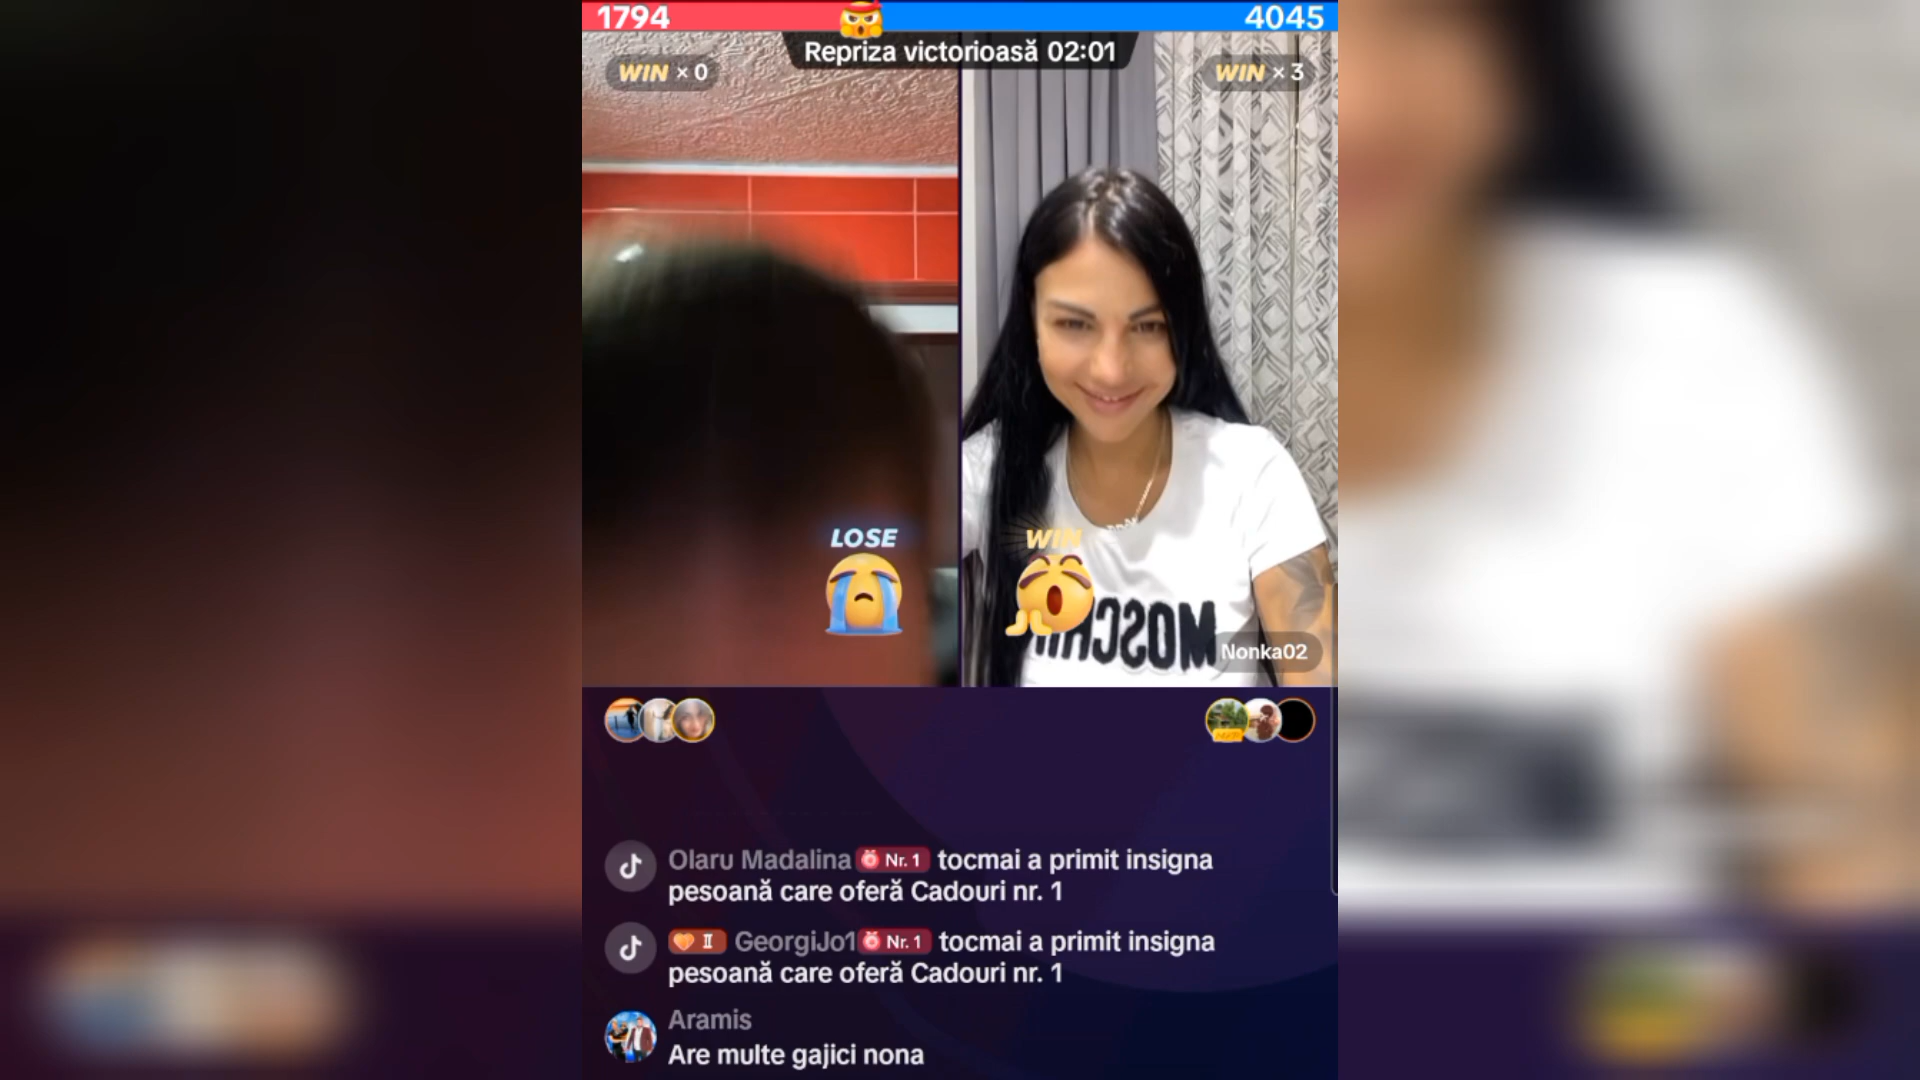 1794
4045
Repriza victorioasă 02:01
WIN × 0
WIN × 3
LOSE
WIN
MOSCH
Nonka02
Olaru Madalina Nr. 1 tocmai a primit insigna
pesoană care oferă Cadouri nr. 1
II GeorgiJo1 Nr. 1 tocmai a primit insigna
pesoană care oferă Cadouri nr. 1
Aramis
Are multe gajici nona